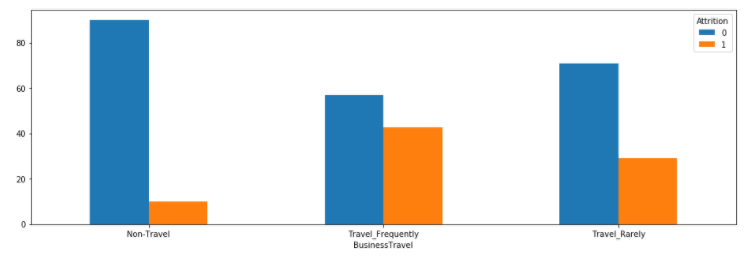 Attrition
0
1
80
60
40
20
0
Non-Travel
Travel_Frequently
Travel_Rarely
BusinessTravel